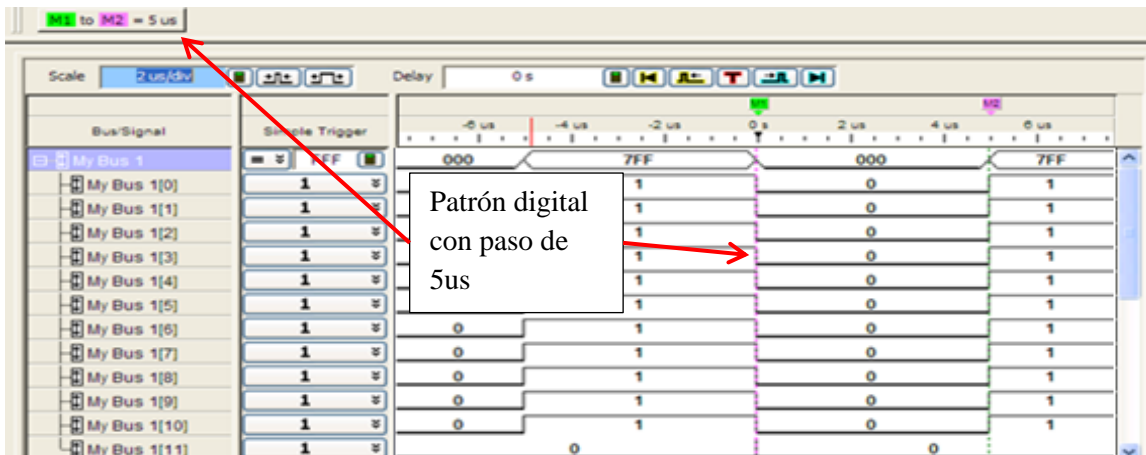 M1 to M2 = 5 us
Scale 2 us/div Delay 0 s T
M1 M2
Bus/Signal Simple Trigger -6 us -4 us -2 us 0 s 2 us 4 us 6 us
My Bus 1 = FFF 000 7FF 000 7FF
My Bus 1[0] 1 1 0 1
My Bus 1[1] 1 1 0 1
My Bus 1[2] 1 1 0 1
My Bus 1[3] 1 1 0 1
My Bus 1[4] 1 1 0 1
My Bus 1[5] 1 1 0 1
My Bus 1[6] 1 0 1 0 1
My Bus 1[7] 1 0 1 0 1
My Bus 1[8] 1 0 1 0 1
My Bus 1[9] 1 0 1 0 1
My Bus 1[10] 1 0 1 0 1
My Bus 1[11] 1 0 0
Patrón digital
con paso de
5us